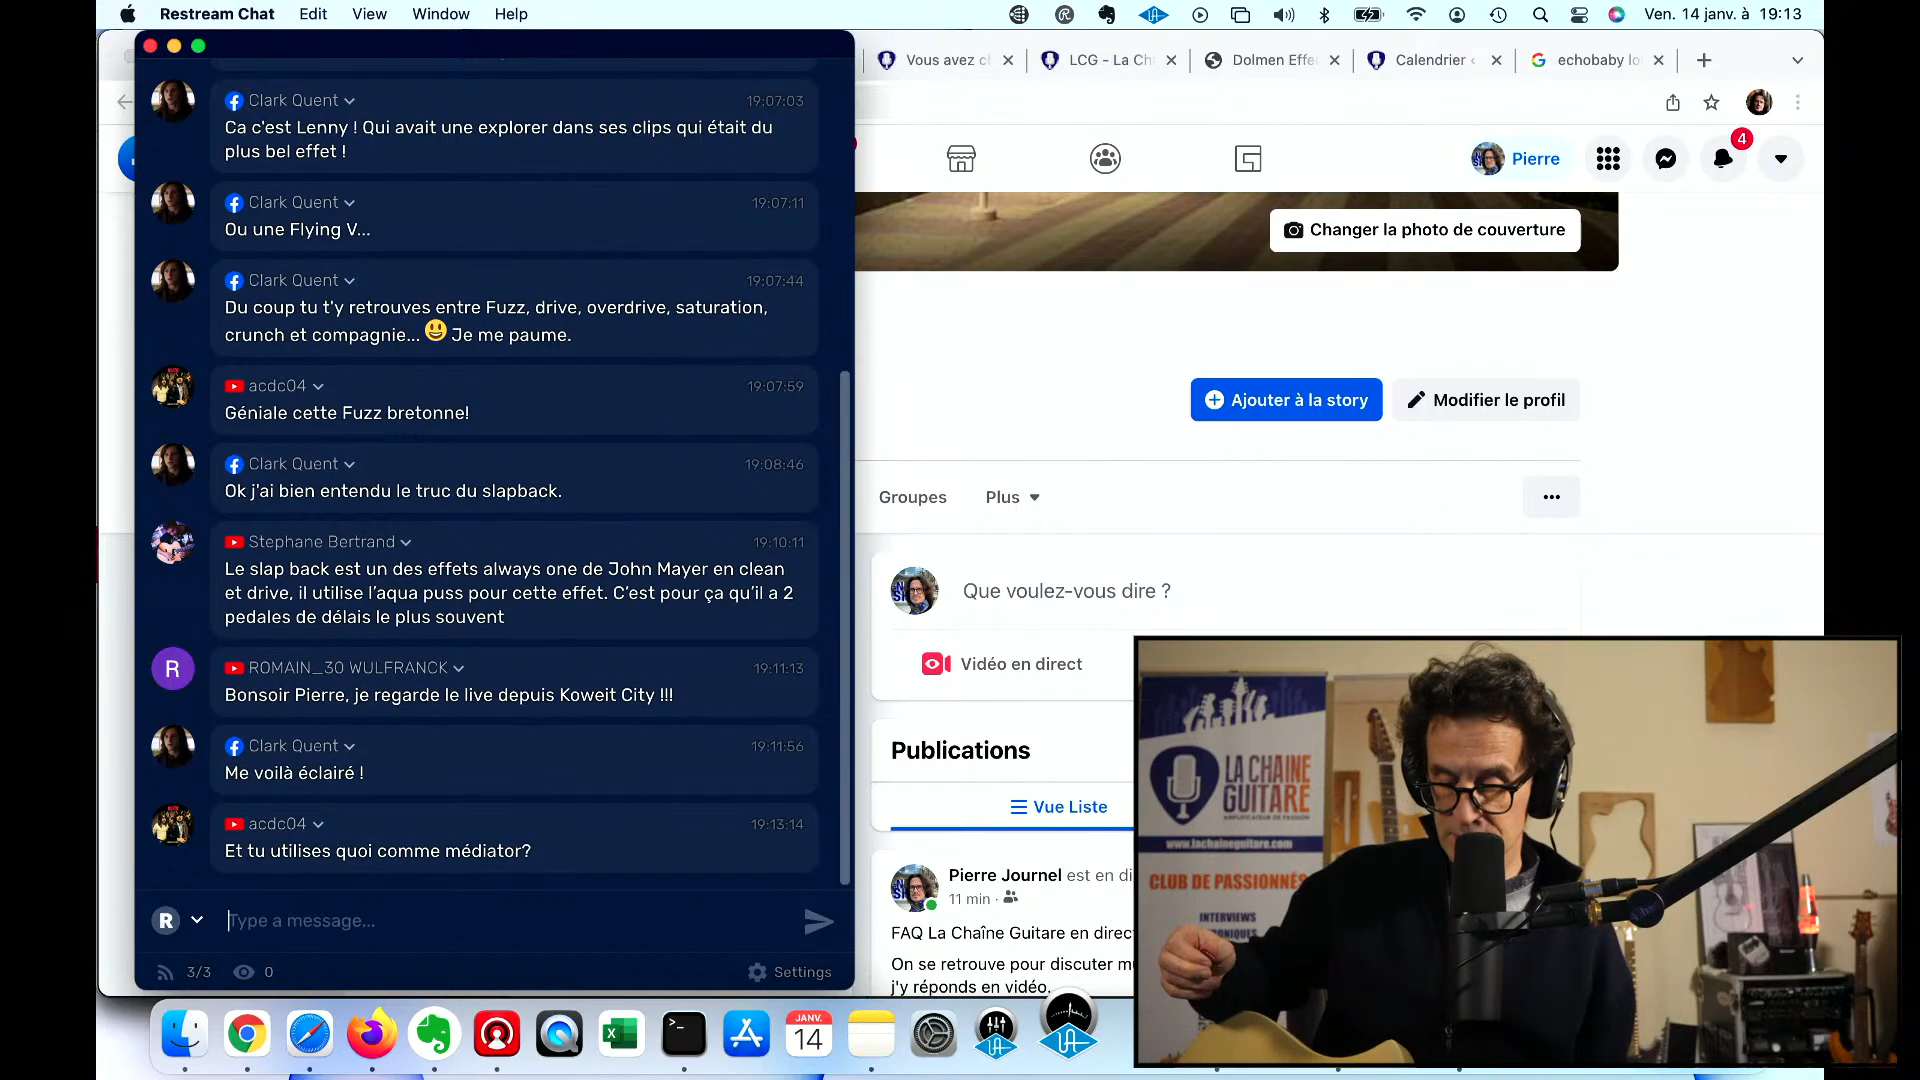 Restream Chat Edit View Window Help
Ven. 14 janv. à 19:13
Vous avez cl
LCG - La Ch
Dolmen Effe
Calendrier
echobaby lo
Pierre
4
Changer la photo de couverture
Ajouter à la story
Modifier le profil
Groupes
Plus
Que voulez-vous dire ?
Vidéo en direct
Publications
Vue Liste
Pierre Journel est en di
11 min
FAQ La Chaîne Guitare en direct
On se retrouve pour discuter m
j'y réponds en vidéo.
Clark Quent 19:07:03
Ca c'est Lenny ! Qui avait une explorer dans ses clips qui était du
plus bel effet !
Clark Quent 19:07:11
Ou une Flying V...
Clark Quent 19:07:44
Du coup tu t'y retrouves entre Fuzz, drive, overdrive, saturation,
crunch et compagnie... 😃 Je me paume.
acdc04 19:07:59
Géniale cette Fuzz bretonne!
Clark Quent 19:08:46
Ok j'ai bien entendu le truc du slapback.
Stephane Bertrand 19:10:11
Le slap back est un des effets always one de John Mayer en clean
et drive, il utilise l'aqua puss pour cette effet. C'est pour ça qu'il a 2
pedales de délais le plus souvent
R
ROMAIN_30 WULFRANCK 19:11:13
Bonsoir Pierre, je regarde le live depuis Koweit City !!!
Clark Quent 19:11:56
Me voilà éclairé !
acdc04 19:13:14
Et tu utilises quoi comme médiator?
R
Type a message...
3/3
0
Settings
JANV.
14
LA CHAINE
GUITARE
AMPLIFICATEUR DE PASSION
www.lachaineguitare.com
CLUB DE PASSIONNÉS
INTERVIEWS